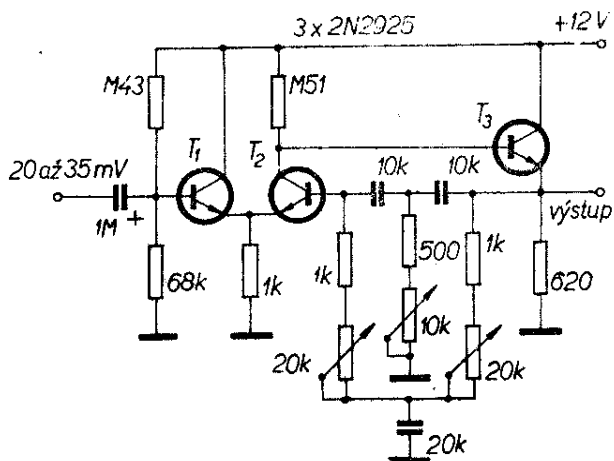 3 x 2N2925
+12V
M43
M51
T1
T2
T3
20 až 35 mV
10k
10k
výstup
1M
+
68k
1k
1k
500
1k
620
10k
20k
20k
20k